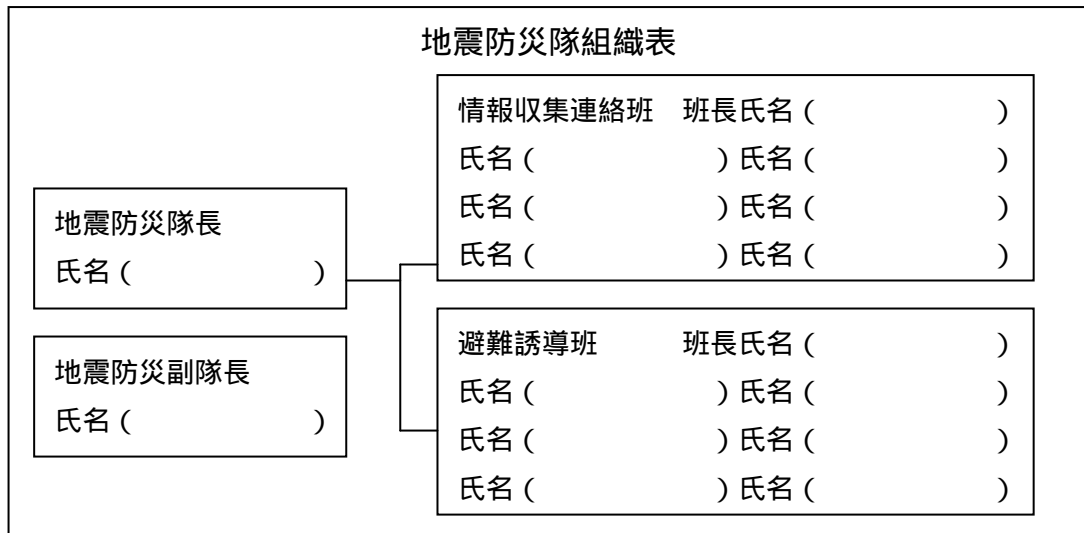 地震防災隊組織表
地震防災隊長
氏名（　　　　　　　）
地震防災副隊長
氏名（　　　　　　　）
情報収集連絡班　班長氏名（　　　　　　　）
氏名（　　　　　　　）氏名（　　　　　　　）
氏名（　　　　　　　）氏名（　　　　　　　）
氏名（　　　　　　　）氏名（　　　　　　　）
避難誘導班　　　班長氏名（　　　　　　　）
氏名（　　　　　　　）氏名（　　　　　　　）
氏名（　　　　　　　）氏名（　　　　　　　）
氏名（　　　　　　　）氏名（　　　　　　　）